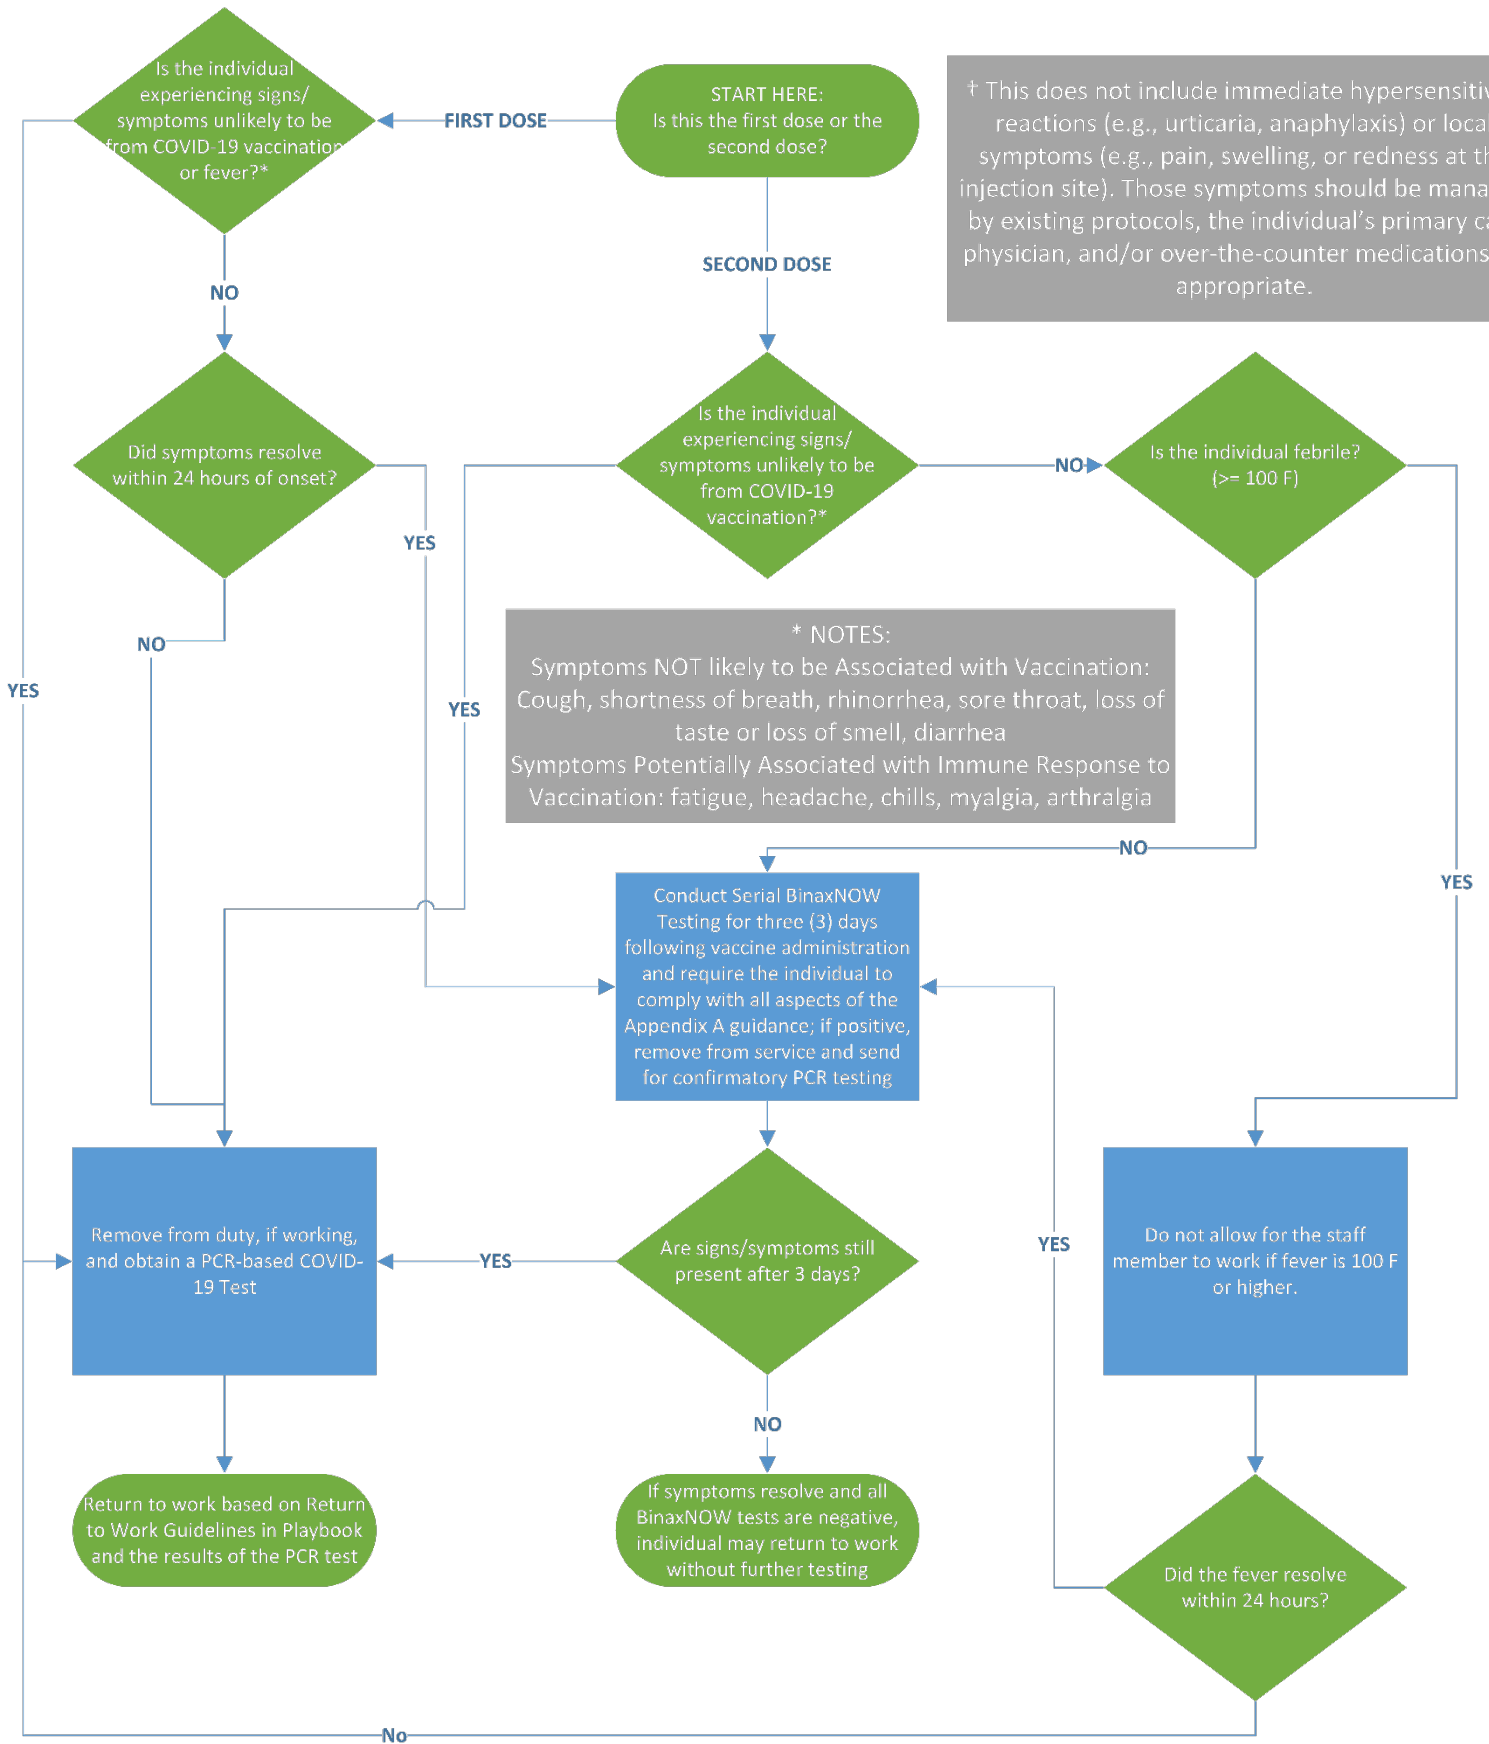 Is the individual
experiencing signs/
symptoms unlikely to be
from COVID-19 vaccination
or fever?*
FIRST DOSE
START HERE:
Is this the first dose or the
second dose?
† This does not include immediate
reactions (e.g., urticaria, anaphylaxis) or
symptoms (e.g., pain, swelling, or redness at
injection site). Those symptoms should be
by existing protocols, the individual's primary
physician, and/or over-the-counter medications
appropriate.
SECOND DOSE
NO
Did symptoms resolve
within 24 hours of onset?
Is the individual
experiencing signs/
symptoms unlikely to be
from COVID-19
vaccination?*
NO
Is the individual febrile?
(>= 100 F)
YES
NO
YES
YES
* NOTES:
Symptoms NOT likely to be Associated with Vaccination:
Cough, shortness of breath, rhinorrhea, sore throat, loss of
taste or loss of smell, diarrhea
Symptoms Potentially Associated with Immune Response to
Vaccination: fatigue, headache, chills, myalgia, arthralgia
NO
YES
Conduct Serial BinaxNOW
Testing for three (3) days
following vaccine administration
and require the individual to
comply with all aspects of the
Appendix A guidance; if positive,
remove from service and send
for confirmatory PCR testing
Remove from duty, if working,
and obtain a PCR-based COVID-
19 Test
YES
Are signs/symptoms still
present after 3 days?
YES
Do not allow for the staff
member to work if fever is 100 F
or higher.
NO
Return to work based on Return
to Work Guidelines in Playbook
and the results of the PCR test
If symptoms resolve and all
BinaxNOW tests are negative,
individual may return to work
without further testing
Did the fever resolve
within 24 hours?
No